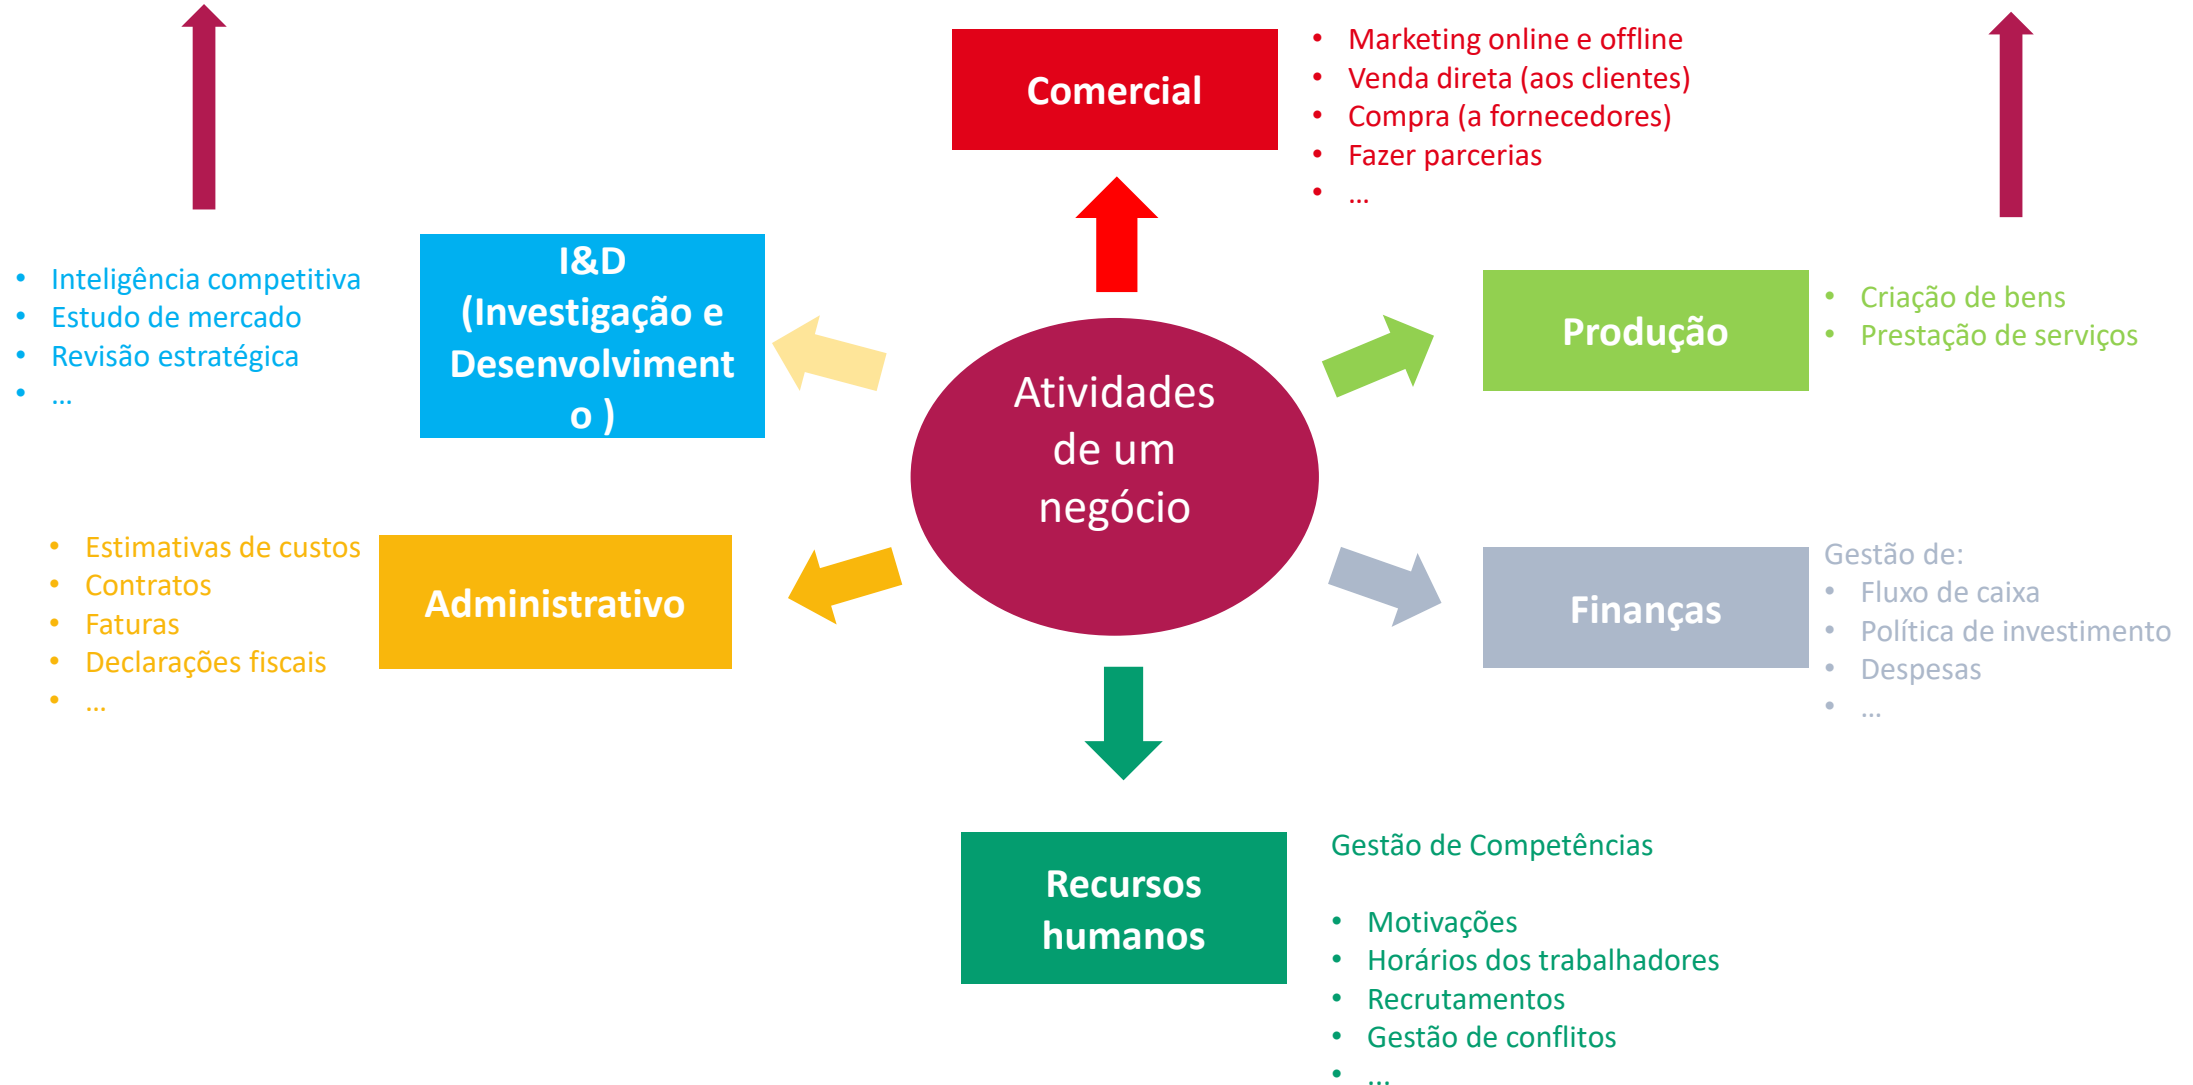 Comercial
• Marketing online e offline
• Venda direta (aos clientes)
• Compra (a fornecedores)
• Fazer parcerias
• ...
I&D
(Investigação e
Desenvolviment
o )
• Inteligência competitiva
• Estudo de mercado
• Revisão estratégica
• ...
Atividades
de um
negócio
Produção
• Criação de bens
• Prestação de serviços
• Estimativas de custos
• Contratos
• Faturas
• Declarações fiscais
• ...
Administrativo
Finanças
Gestão de:
• Fluxo de caixa
• Política de investimento
• Despesas
• ...
Recursos
humanos
Gestão de Competências
• Motivações
• Horários dos trabalhadores
• Recrutamentos
• Gestão de conflitos
• ...